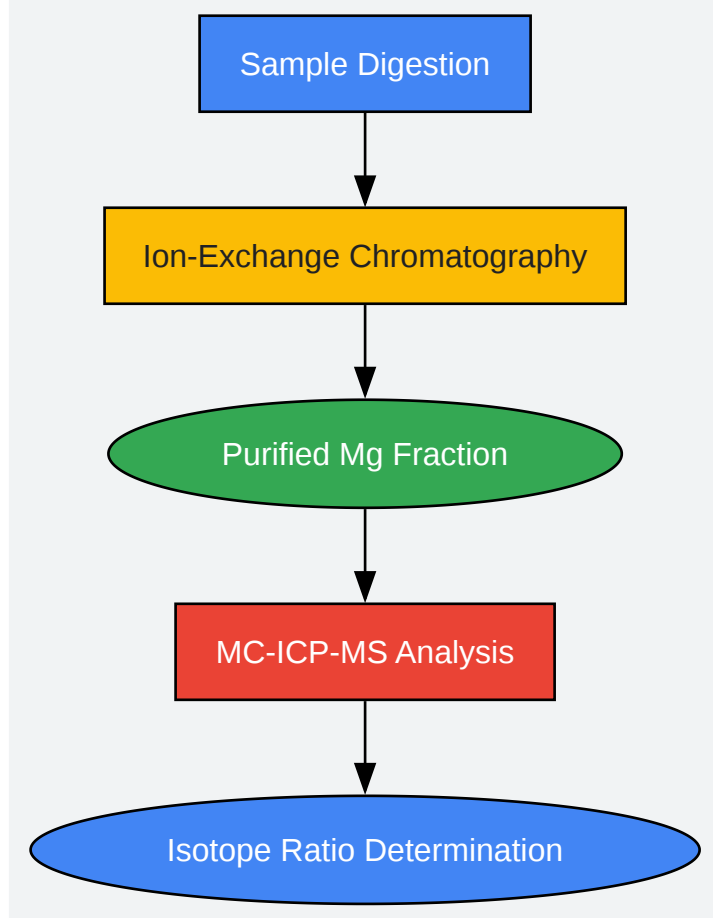 Sample Digestion
Ion-Exchange Chromatography
Purified Mg Fraction
MC-ICP-MS Analysis
Isotope Ratio Determination